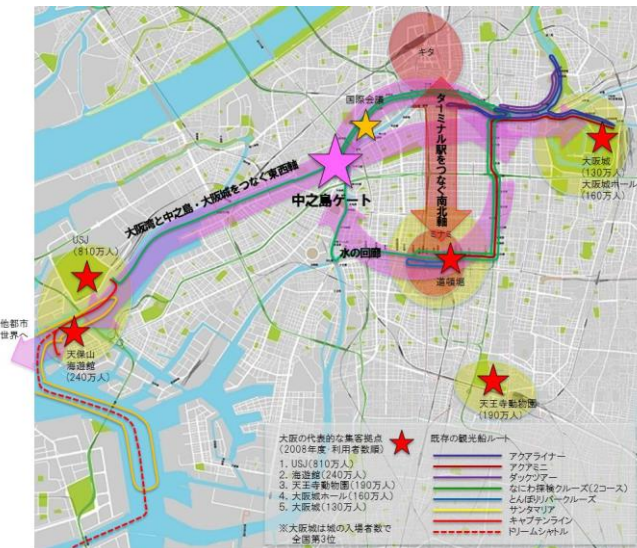 キタ
国際会議
ターミナル駅をつなぐ南北軸
大阪城
(130万人)
大阪城ホール
(160万人)
大阪湾と中之島・大阪城をつなぐ東西軸
中之島ゲート
USJ
(810万人)
水の回廊
ミナミ
道頓堀
他都市
世界へ
天保山
海遊館
(240万人)
天王寺動物園
(190万人)
大阪の代表的な集客拠点
(2008年度・利用者数順)
1. USJ(810万人)
2. 海遊館(240万人)
3. 天王寺動物園(190万人)
4. 大阪城ホール(160万人)
5. 大阪城(130万人)
※大阪城は城の入場者数で
全国第3位
既存の観光船ルート
アクアライナー
アクアミニ
ダックツアー
なにわ探検クルーズ(2コース)
とんぼりリバークルーズ
サンタマリア
キャプテンライン
ドリームシャトル